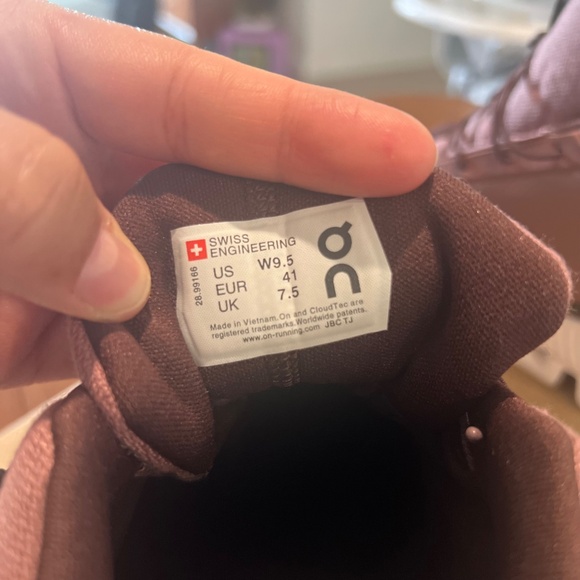 SWISS
ENGINEERING
US W9.5
EUR 41
UK 7.5
28.99166
On
Made in Vietnam. On and CloudTec are
registered trademarks. Worldwide patents.
www.on-running.com JBC TJ